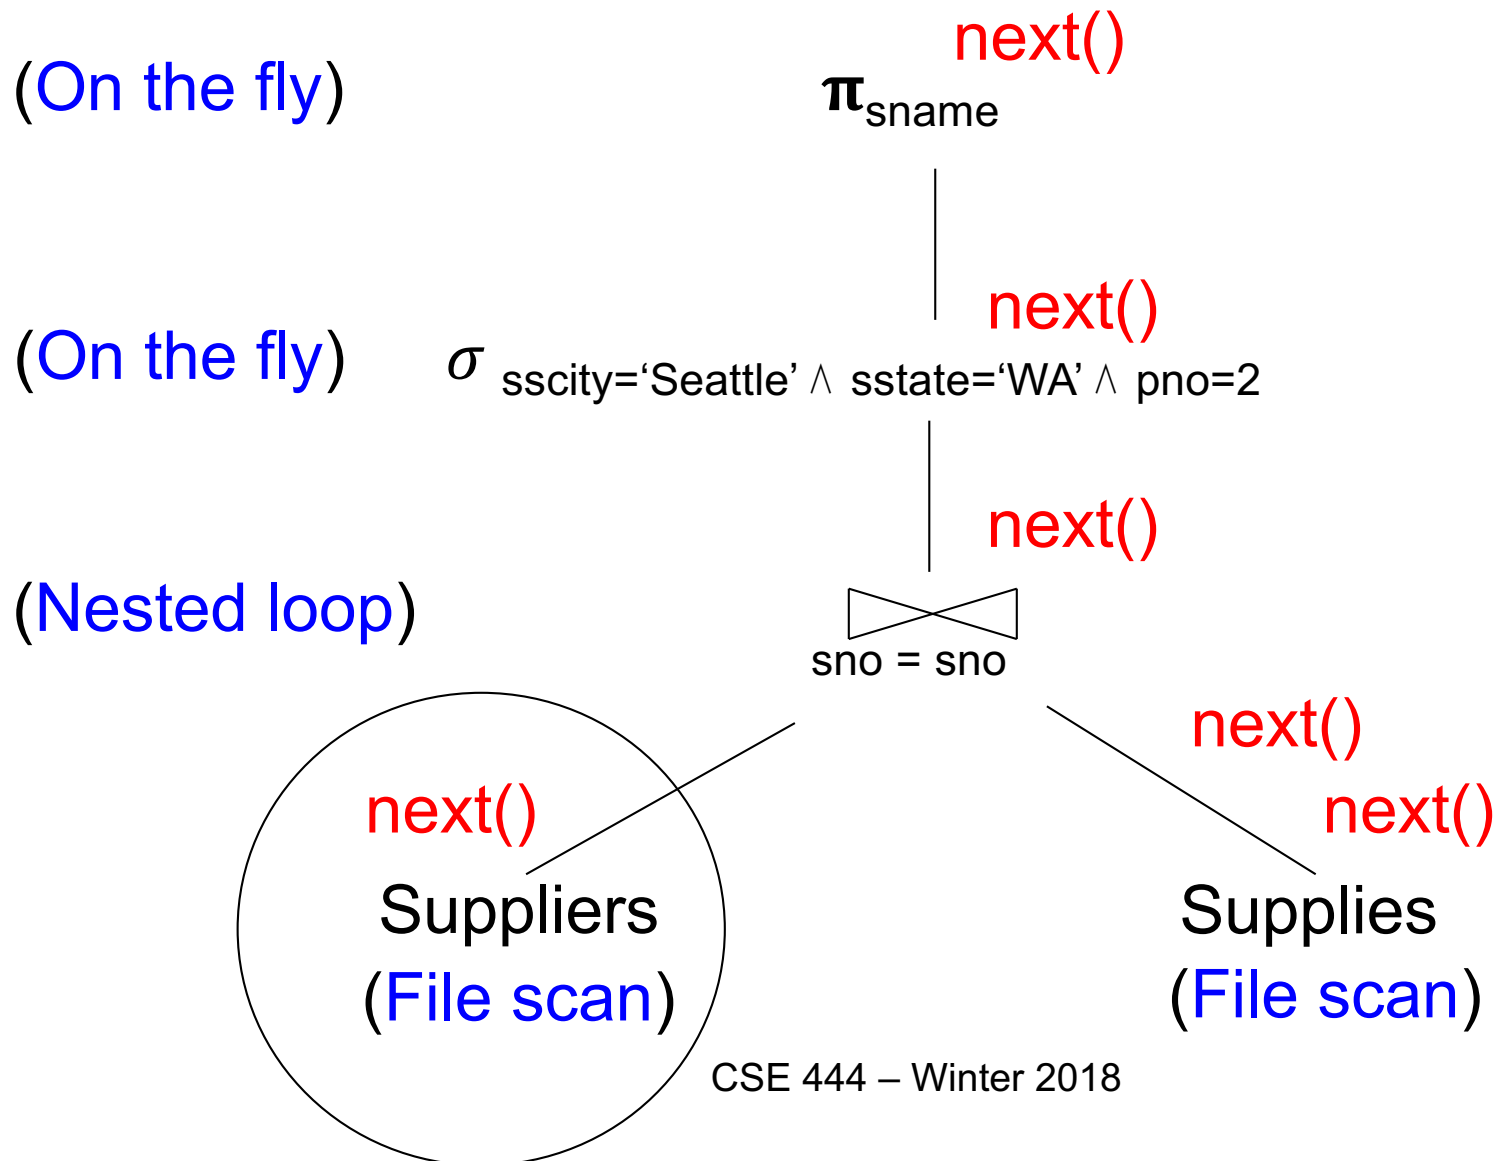 next()
(On the fly) π sname
next()
(On the fly) σ sscity=‘Seattle’ ∧ sstate=‘WA’ ∧ pno=2
next()
(Nested loop)
sno = sno
next()
next() next()
Suppliers Supplies
(File scan) (File scan)
CSE 444 – Winter 2018